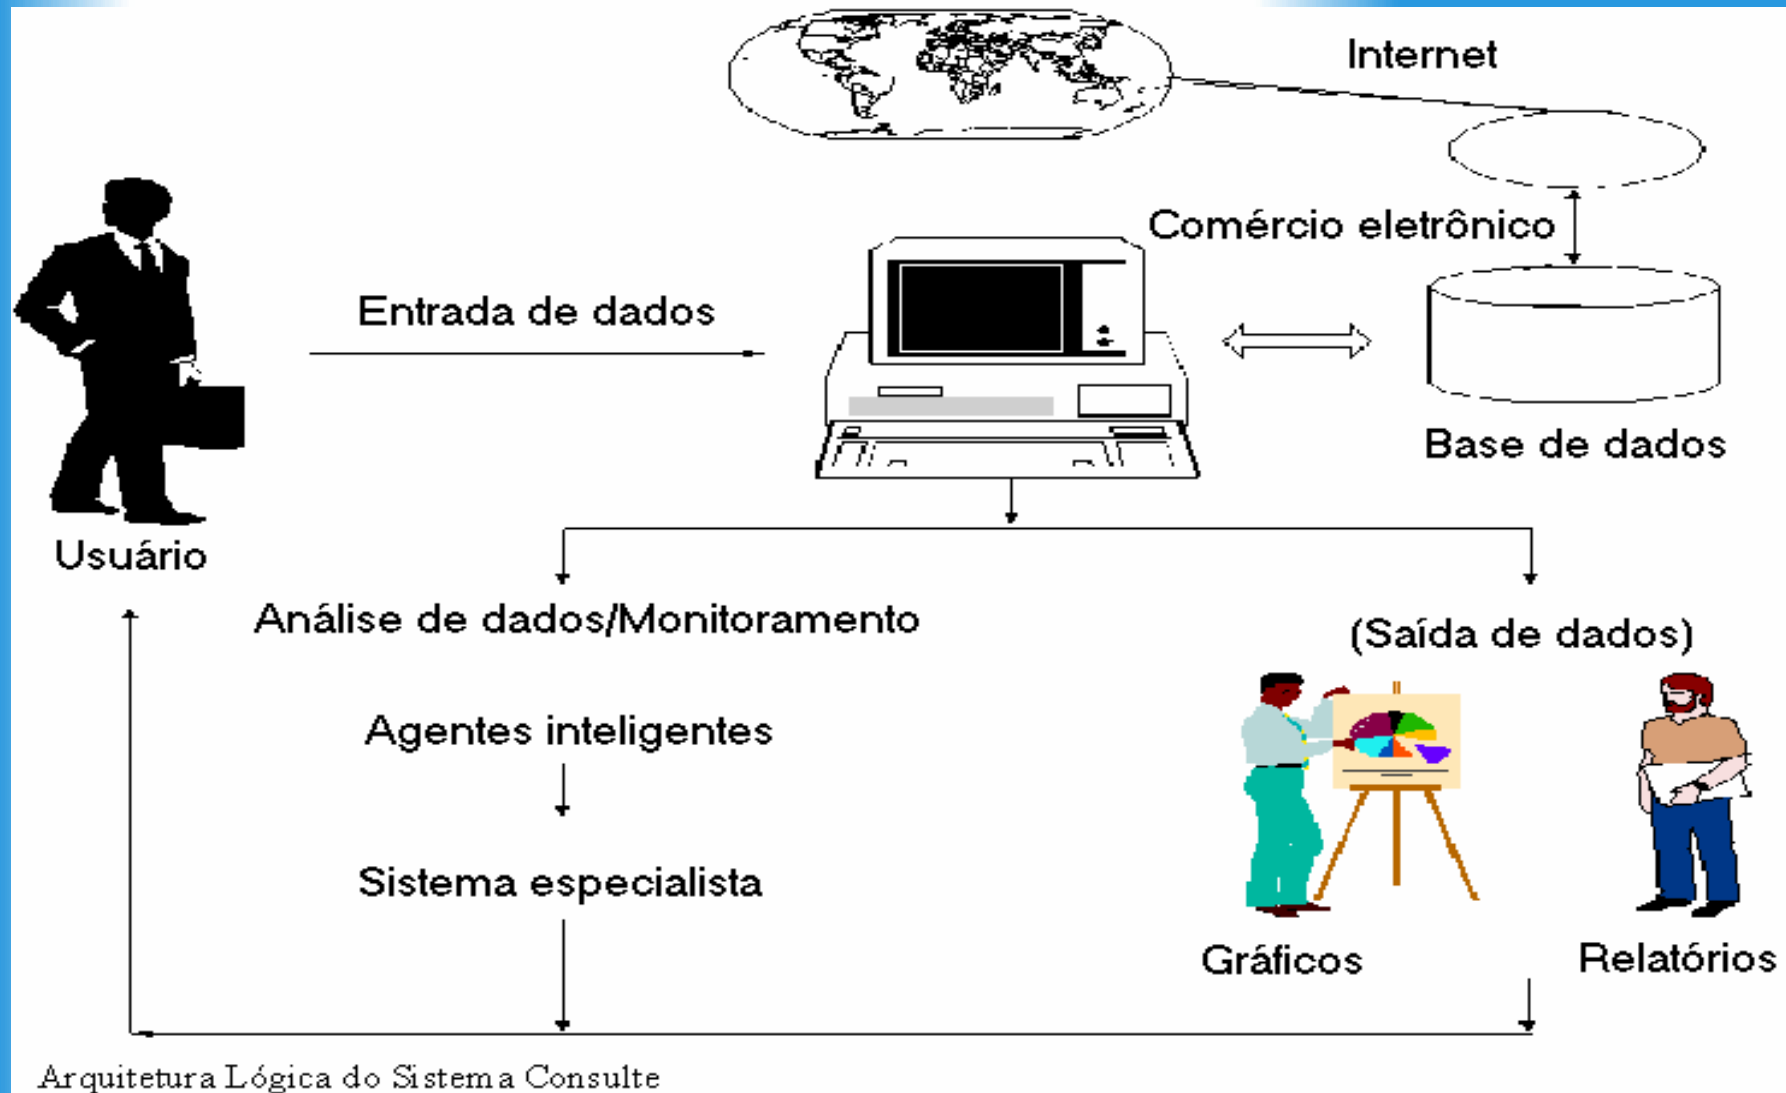 Internet
Comércio eletrônico
Entrada de dados
Base de dados
Usuário
Análise de dados/Monitoramento
(Saída de dados)
Agentes inteligentes
Sistema especialista
Gráficos
Relatórios
Arquitetura Lógica do Sistema Consulte